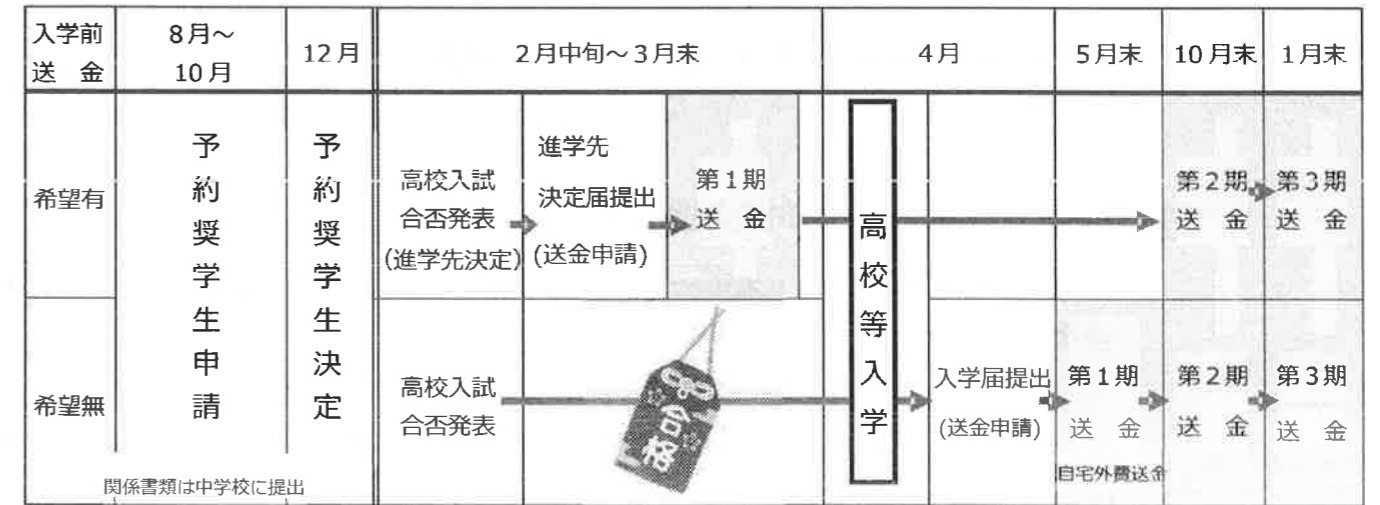 入学前
送 金
8月～
10月
12月
2月中旬～3月末
4月
5月末
10月末
1月末
希望有
予約奨学生申請
予約奨学生決定
高校入試
合否発表
(進学先決定)
進学先
決定届提出
(送金申請)
第1期
送 金
高校等入学
第2期
送 金
第3期
送 金
希望無
高校入試
合否発表
合格
入学届提出
(送金申請)
第1期
送 金
自宅外費送金
第2期
送 金
第3期
送 金
関係書類は中学校に提出